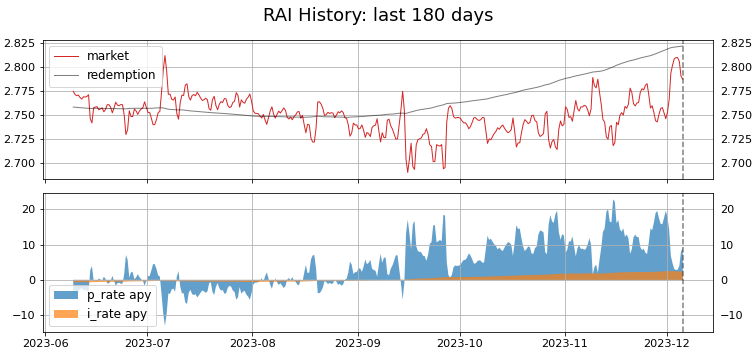 RAI History: last 180 days
2.825 2.825
market
redemption
2.800 2.800
2.775 2.775
2.750 2.750
2.725 2.725
2.700 2.700
20 20
10 10
0 0
p_rate apy
i_rate apy
−10 −10
2023-06 2023-07 2023-08 2023-09 2023-10 2023-11 2023-12